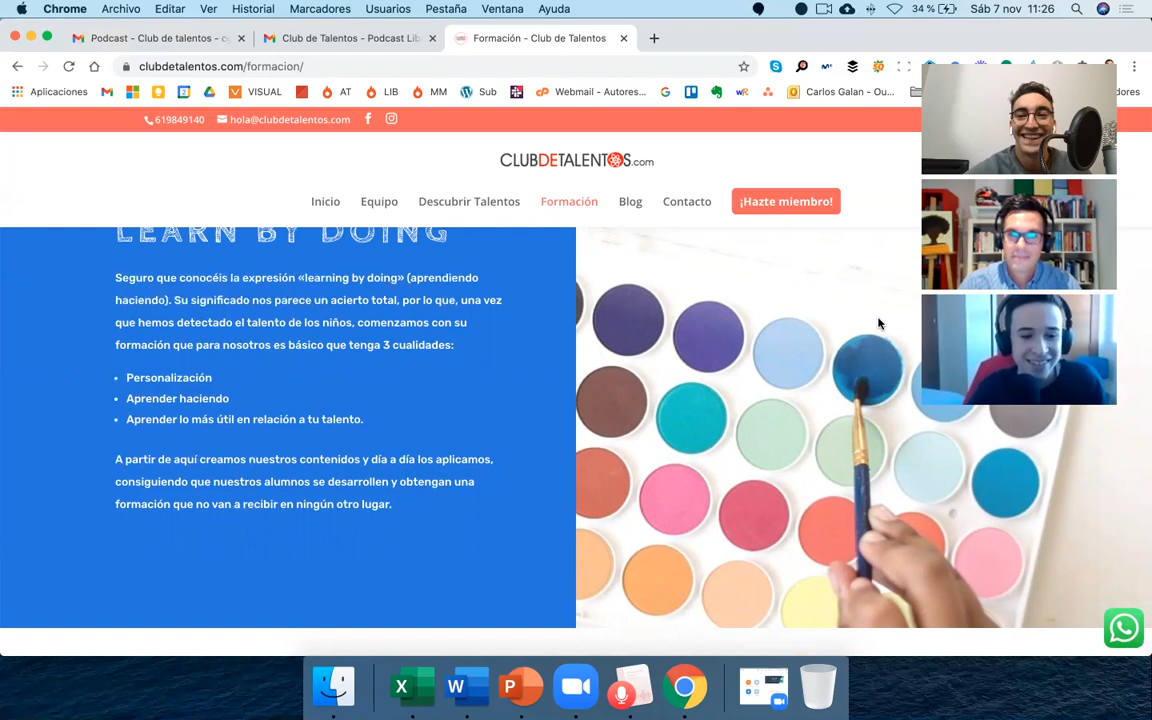 Chrome Archivo Editar Ver Historial Marcadores Usuarios Pestaña Ventana Ayuda 34 % Sáb 7 nov 11:26
Podcast - Club de talentos - Club de Talentos - Podcast Lib Formación - Club de Talentos
clubdetalentos.com/formacion/
Aplicaciones VISUAL AT LIB MM Sub Webmail - Autores... Carlos Galan - Ou... dores
619849140 hola@clubdetalentos.com
CLUBDETALENTOS.com
Inicio Equipo Descubrir Talentos Formación Blog Contacto ¡Hazte miembro!
LEARN BY DOING
Seguro que conocéis la expresión «learning by doing» (aprendiendo
haciendo). Su significado nos parece un acierto total, por lo que, una vez
que hemos detectado el talento de los niños, comenzamos con su
formación que para nosotros es básico que tenga 3 cualidades:
• Personalización
• Aprender haciendo
• Aprender lo más útil en relación a tu talento.
A partir de aquí creamos nuestros contenidos y día a día los aplicamos,
consiguiendo que nuestros alumnos se desarrollen y obtengan una
formación que no van a recibir en ningún otro lugar.
X W P